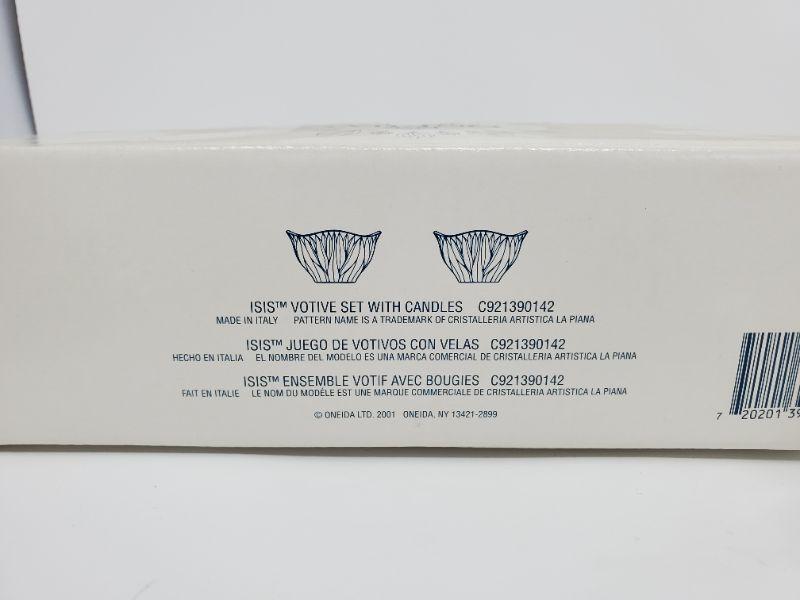 ISIS™ VOTIVE SET WITH CANDLES C921390142
MADE IN ITALY PATTERN NAME IS A TRADEMARK OF CRISTALLERIA ARTISTICA LA PIANA
ISIS™ JUEGO DE VOTIVOS CON VELAS C921390142
HECHO EN ITALIA EL NOMBRE DEL MODELO ES UNA MARCA COMERCIAL DE CRISTALLERIA ARTISTICA LA PIANA
ISIS™ ENSEMBLE VOTIF AVEC BOUGIES C921390142
FAIT EN ITALIE LE NOM DU MODÈLE EST UNE MARQUE COMMERCIALE DE CRISTALLERIA ARTISTICA LA PIANA
© ONEIDA LTD. 2001 ONEIDA, NY 13421-2899
7 20201 39